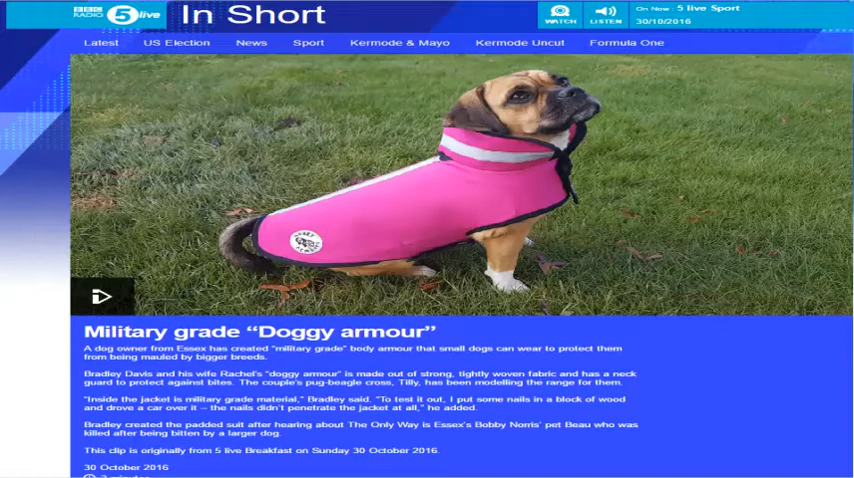 BBC RADIO 5 live In Short WATCH LISTEN On Now : 5 live Sport
30/10/2016
Latest US Election News Sport Kermode & Mayo Kermode Uncut Formula One
Military grade “Doggy armour”
A dog owner from Essex has created “military grade” body armour that small dogs can wear to protect them
from being mauled by bigger breeds.
Bradley Davis and his wife Rachel's “doggy armour” is made out of strong, tightly woven fabric and has a neck
guard to protect against bites. The couple's pug-beagle cross, Tilly, has been modelling the range for them.
“Inside the jacket is military grade material,” Bradley said. “To test it out, I put some nails in a block of wood
and drove a car over it – the nails didn't penetrate the jacket at all,” he added.
Bradley created the padded suit after hearing about The Only Way is Essex's Bobby Norris' pet Beau who was
killed after being bitten by a larger dog.
This clip is originally from 5 live Breakfast on Sunday 30 October 2016.
30 October 2016